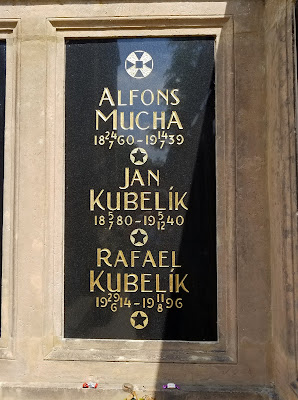 ALFONS
MUCHA
18 24/7 60 – 19 14/7 39
JAN
KUBELÍK
18 5/7 80 – 19 5/12 40
RAFAEL
KUBELÍK
19 29/6 14 – 19 11/8 96